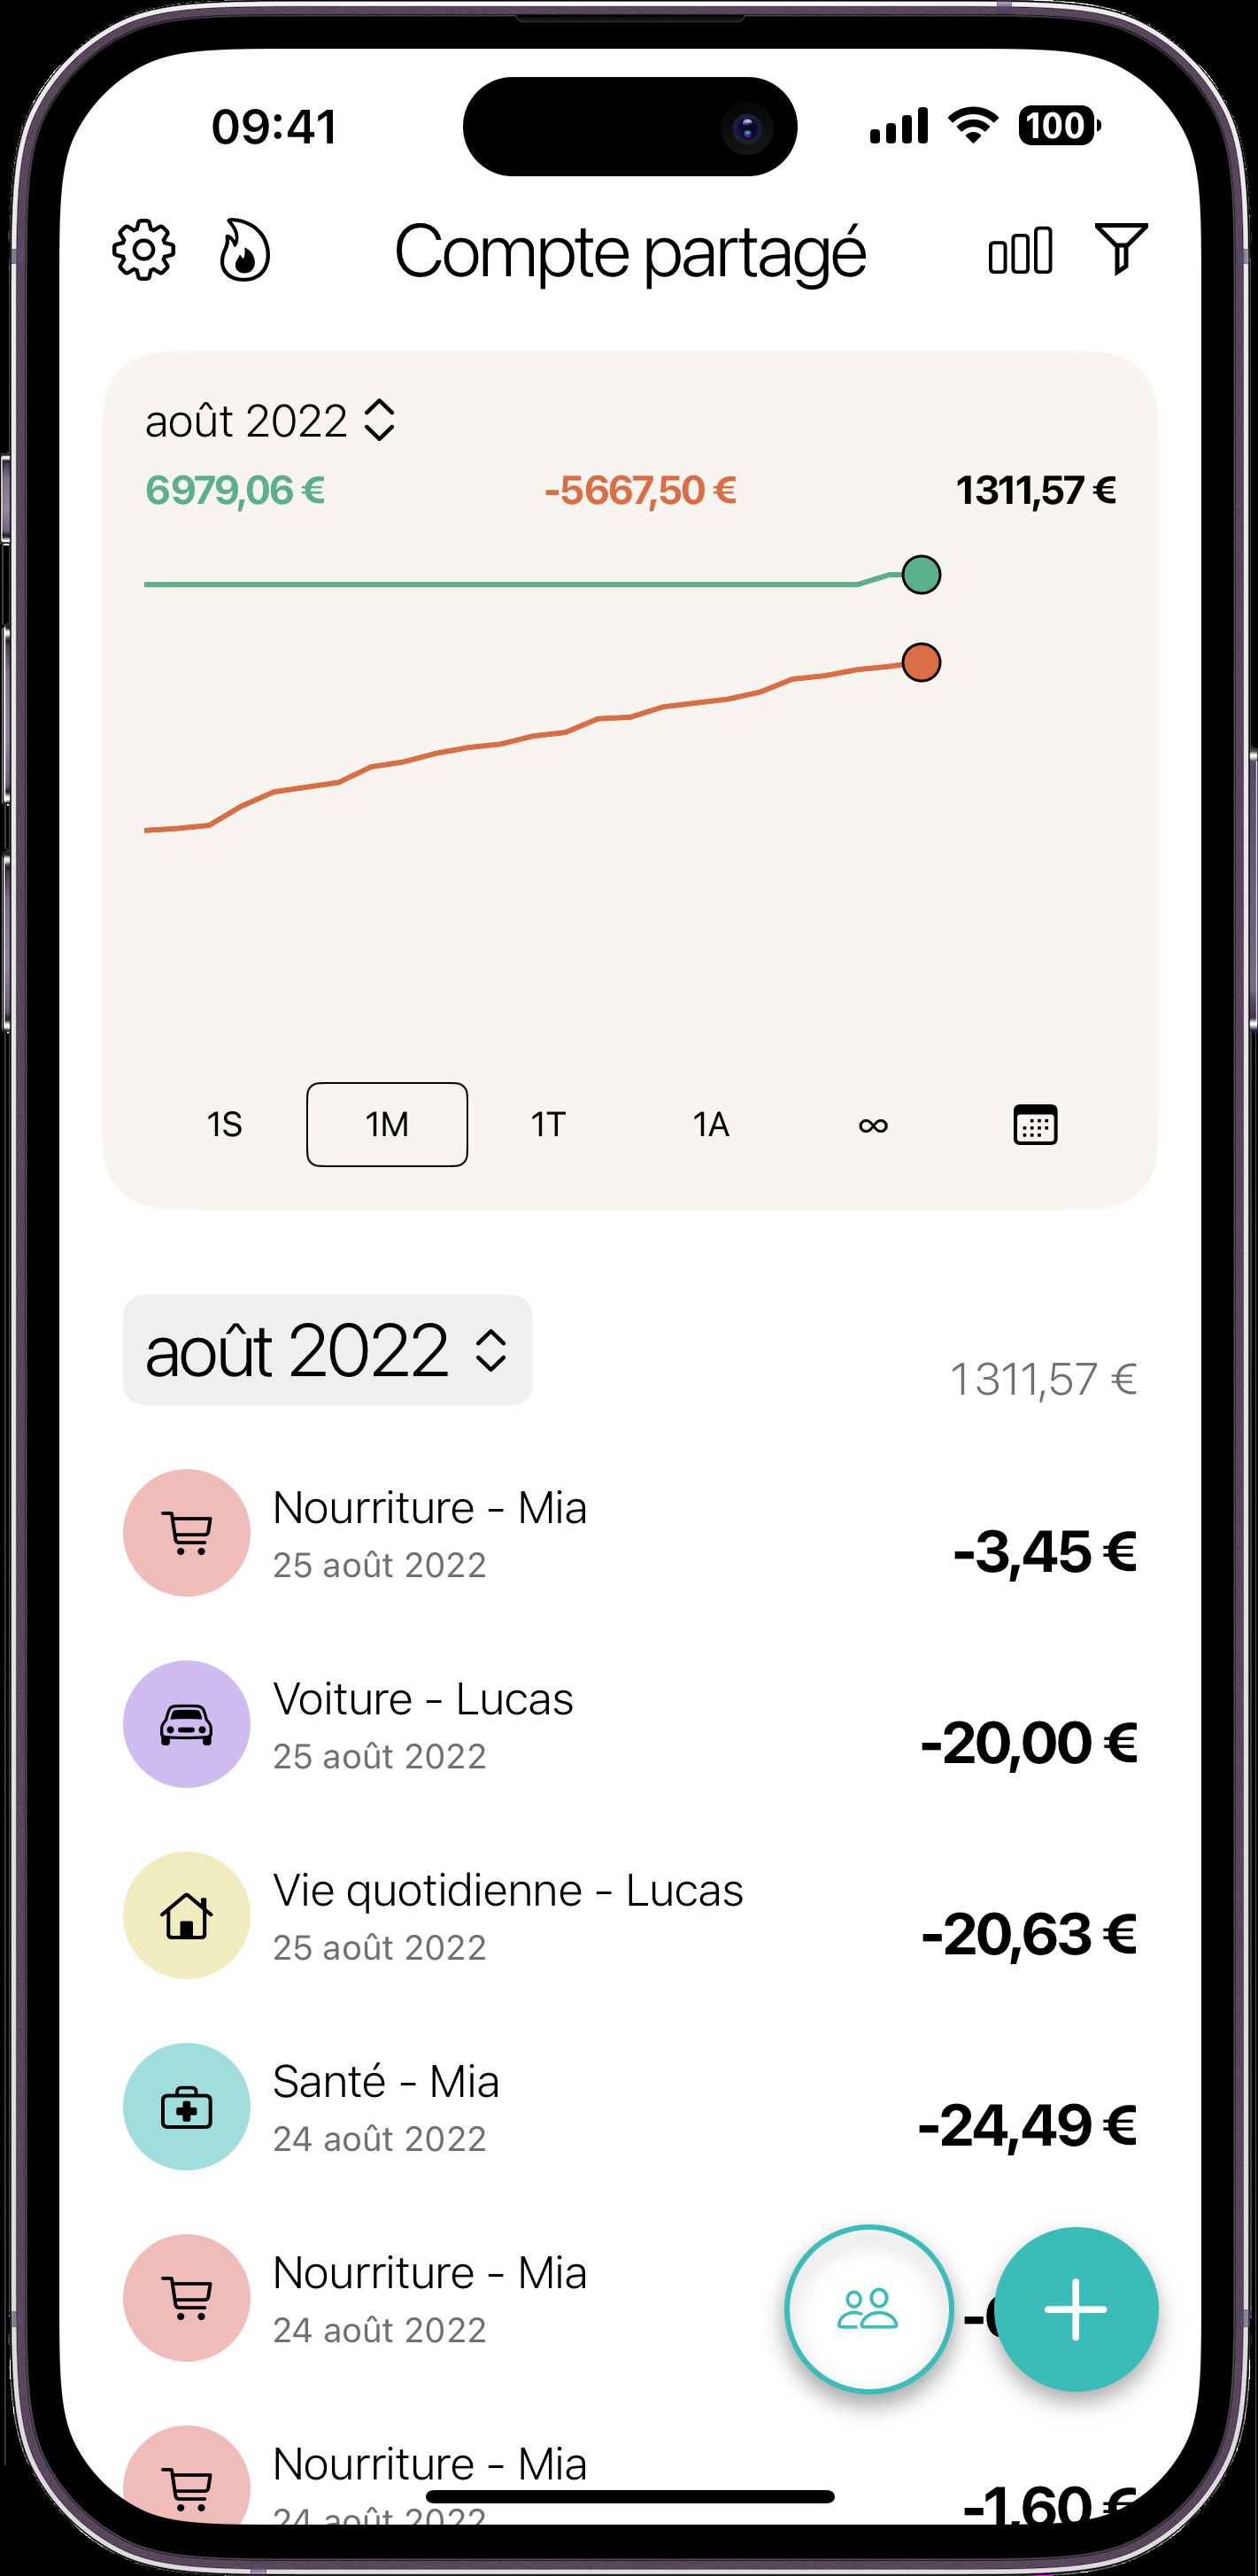 09:41
100
Compte partagé
août 2022
6979,06 € -5667,50 € 1311,57 €
1S 1M 1T 1A ∞
août 2022
1 311,57 €
Nourriture - Mia
25 août 2022
-3,45 €
Voiture - Lucas
25 août 2022
-20,00 €
Vie quotidienne - Lucas
25 août 2022
-20,63 €
Santé - Mia
24 août 2022
-24,49 €
Nourriture - Mia
24 août 2022
Nourriture - Mia
24 août 2022
-1,60 €